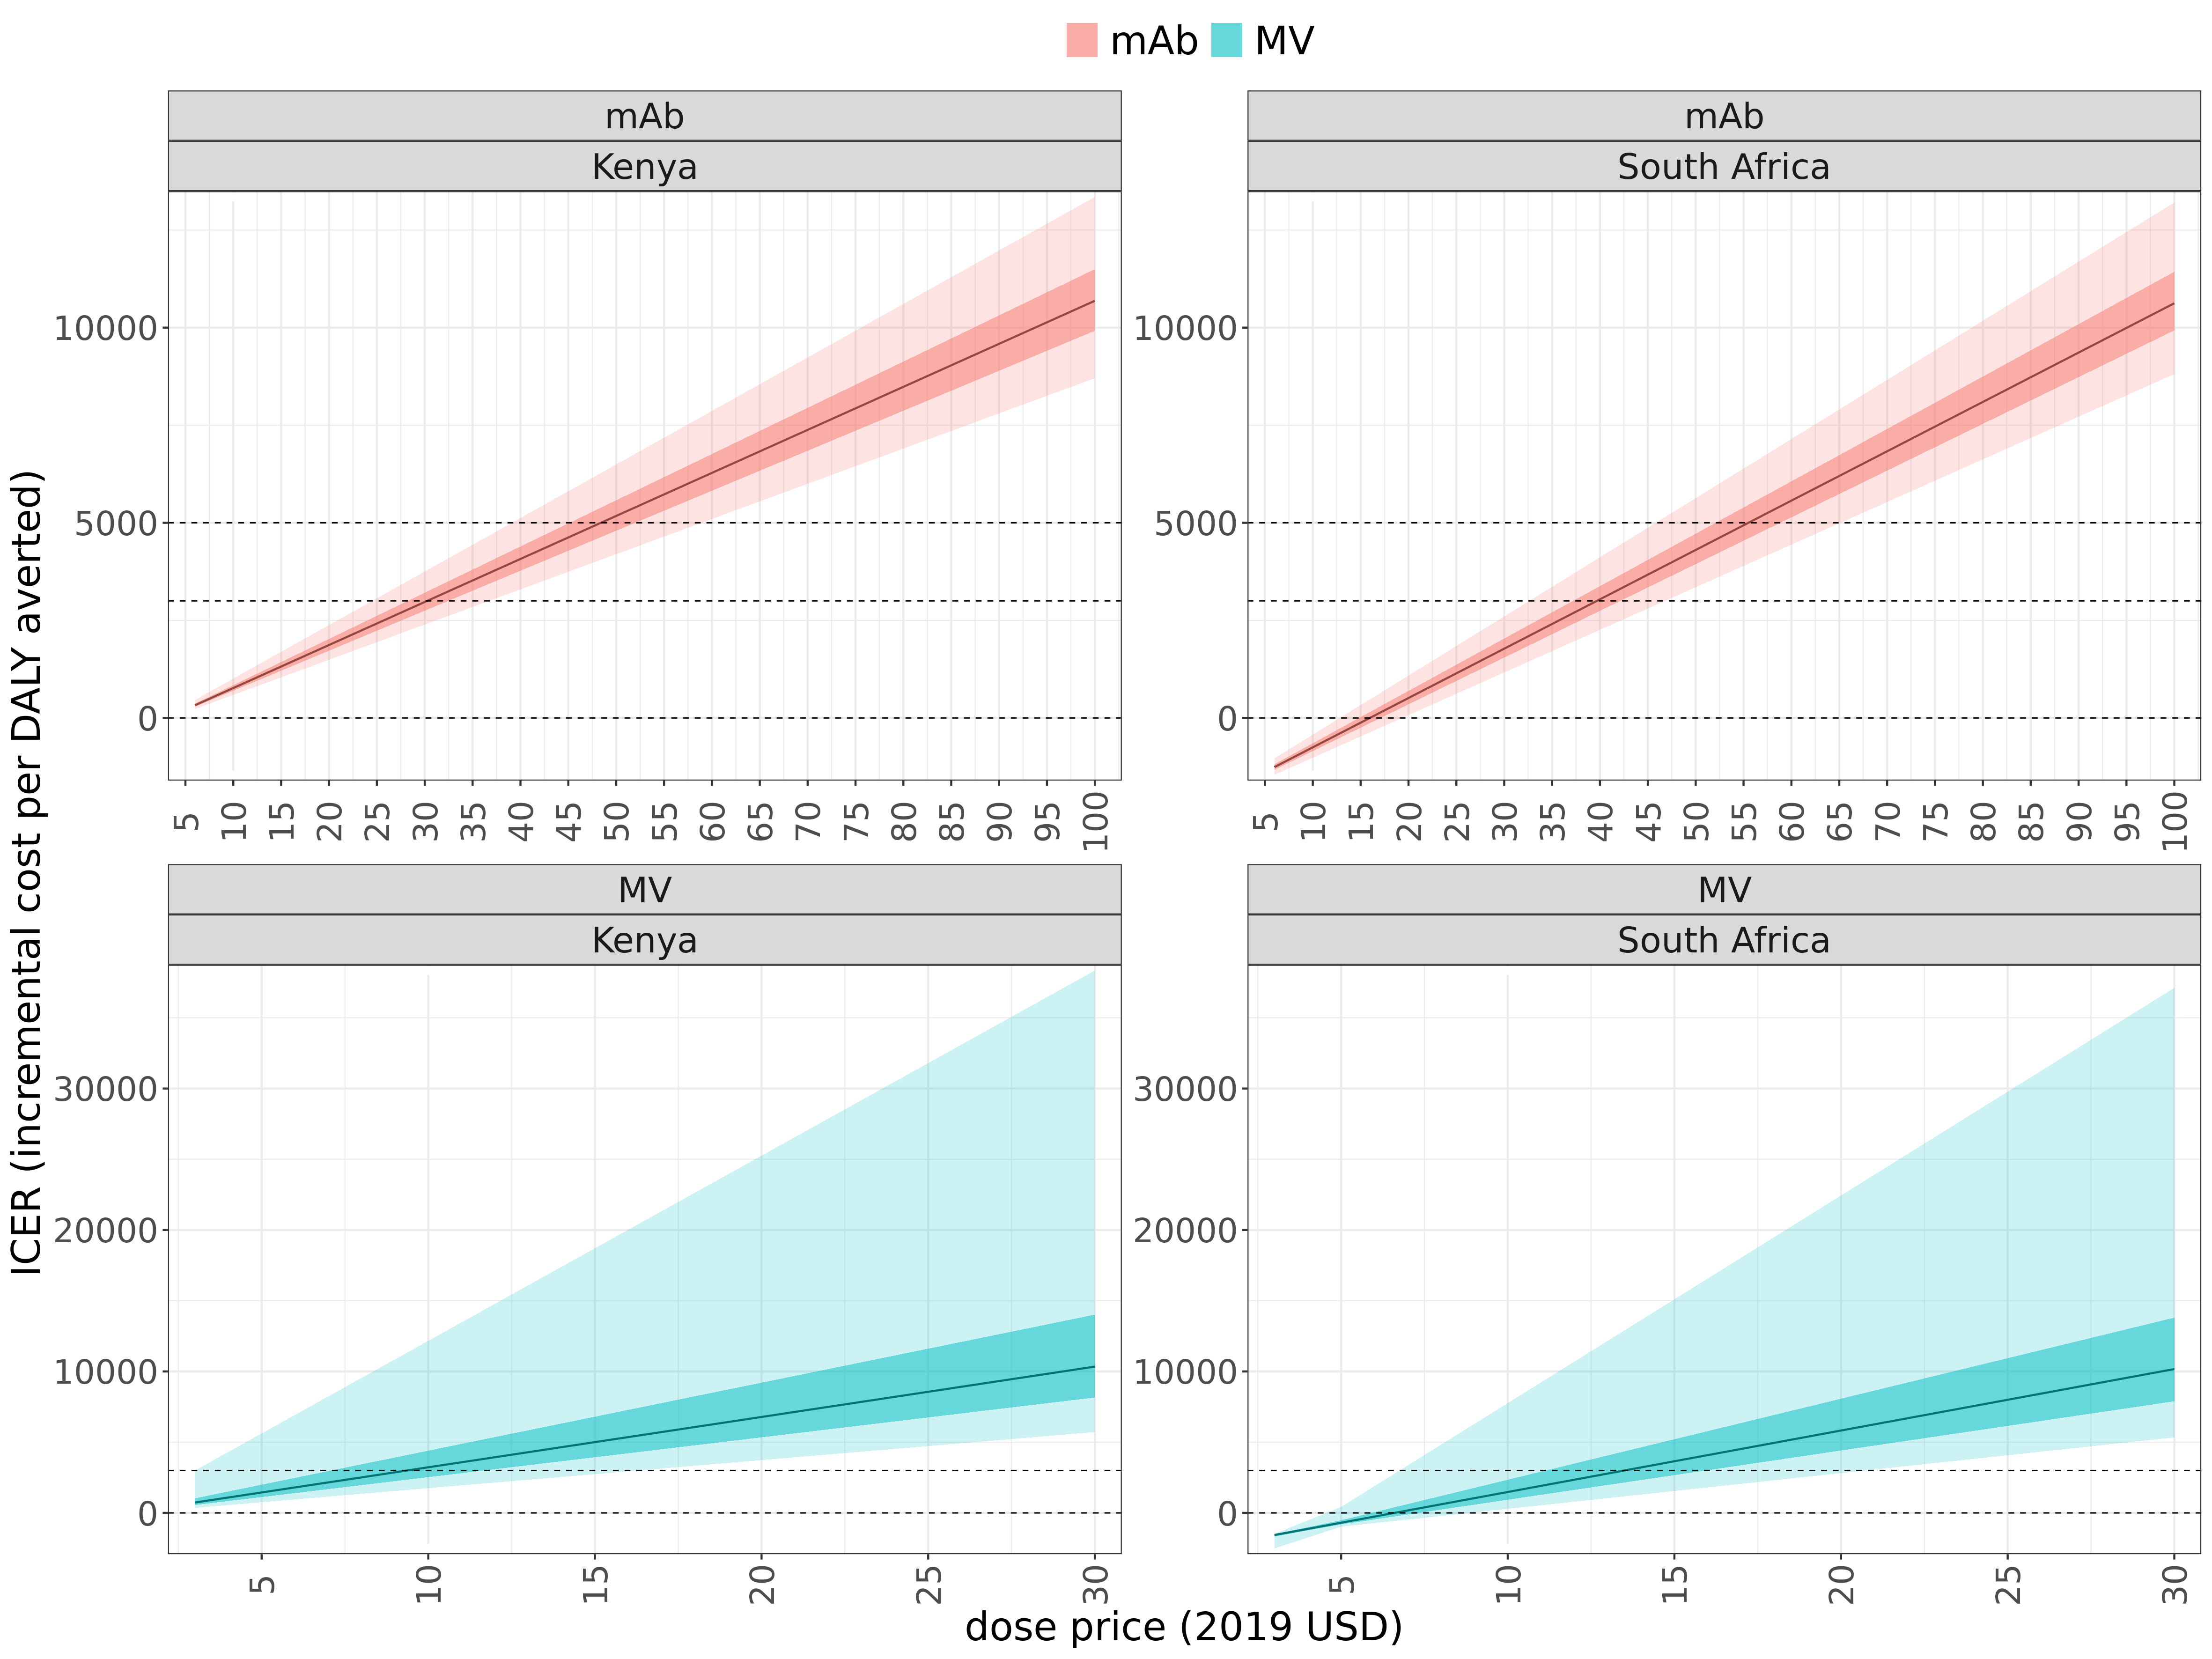 mAb MV
mAb
Kenya
mAb
South Africa
ICER (incremental cost per DALY averted)
10000
5000
0
10000
5000
0
5 10 15 20 25 30 35 40 45 50 55 60 65 70 75 80 85 90 95 100
5 10 15 20 25 30 35 40 45 50 55 60 65 70 75 80 85 90 95 100
MV
Kenya
MV
South Africa
30000
20000
10000
0
30000
20000
10000
0
5 10 15 20 25 30
5 10 15 20 25 30
dose price (2019 USD)